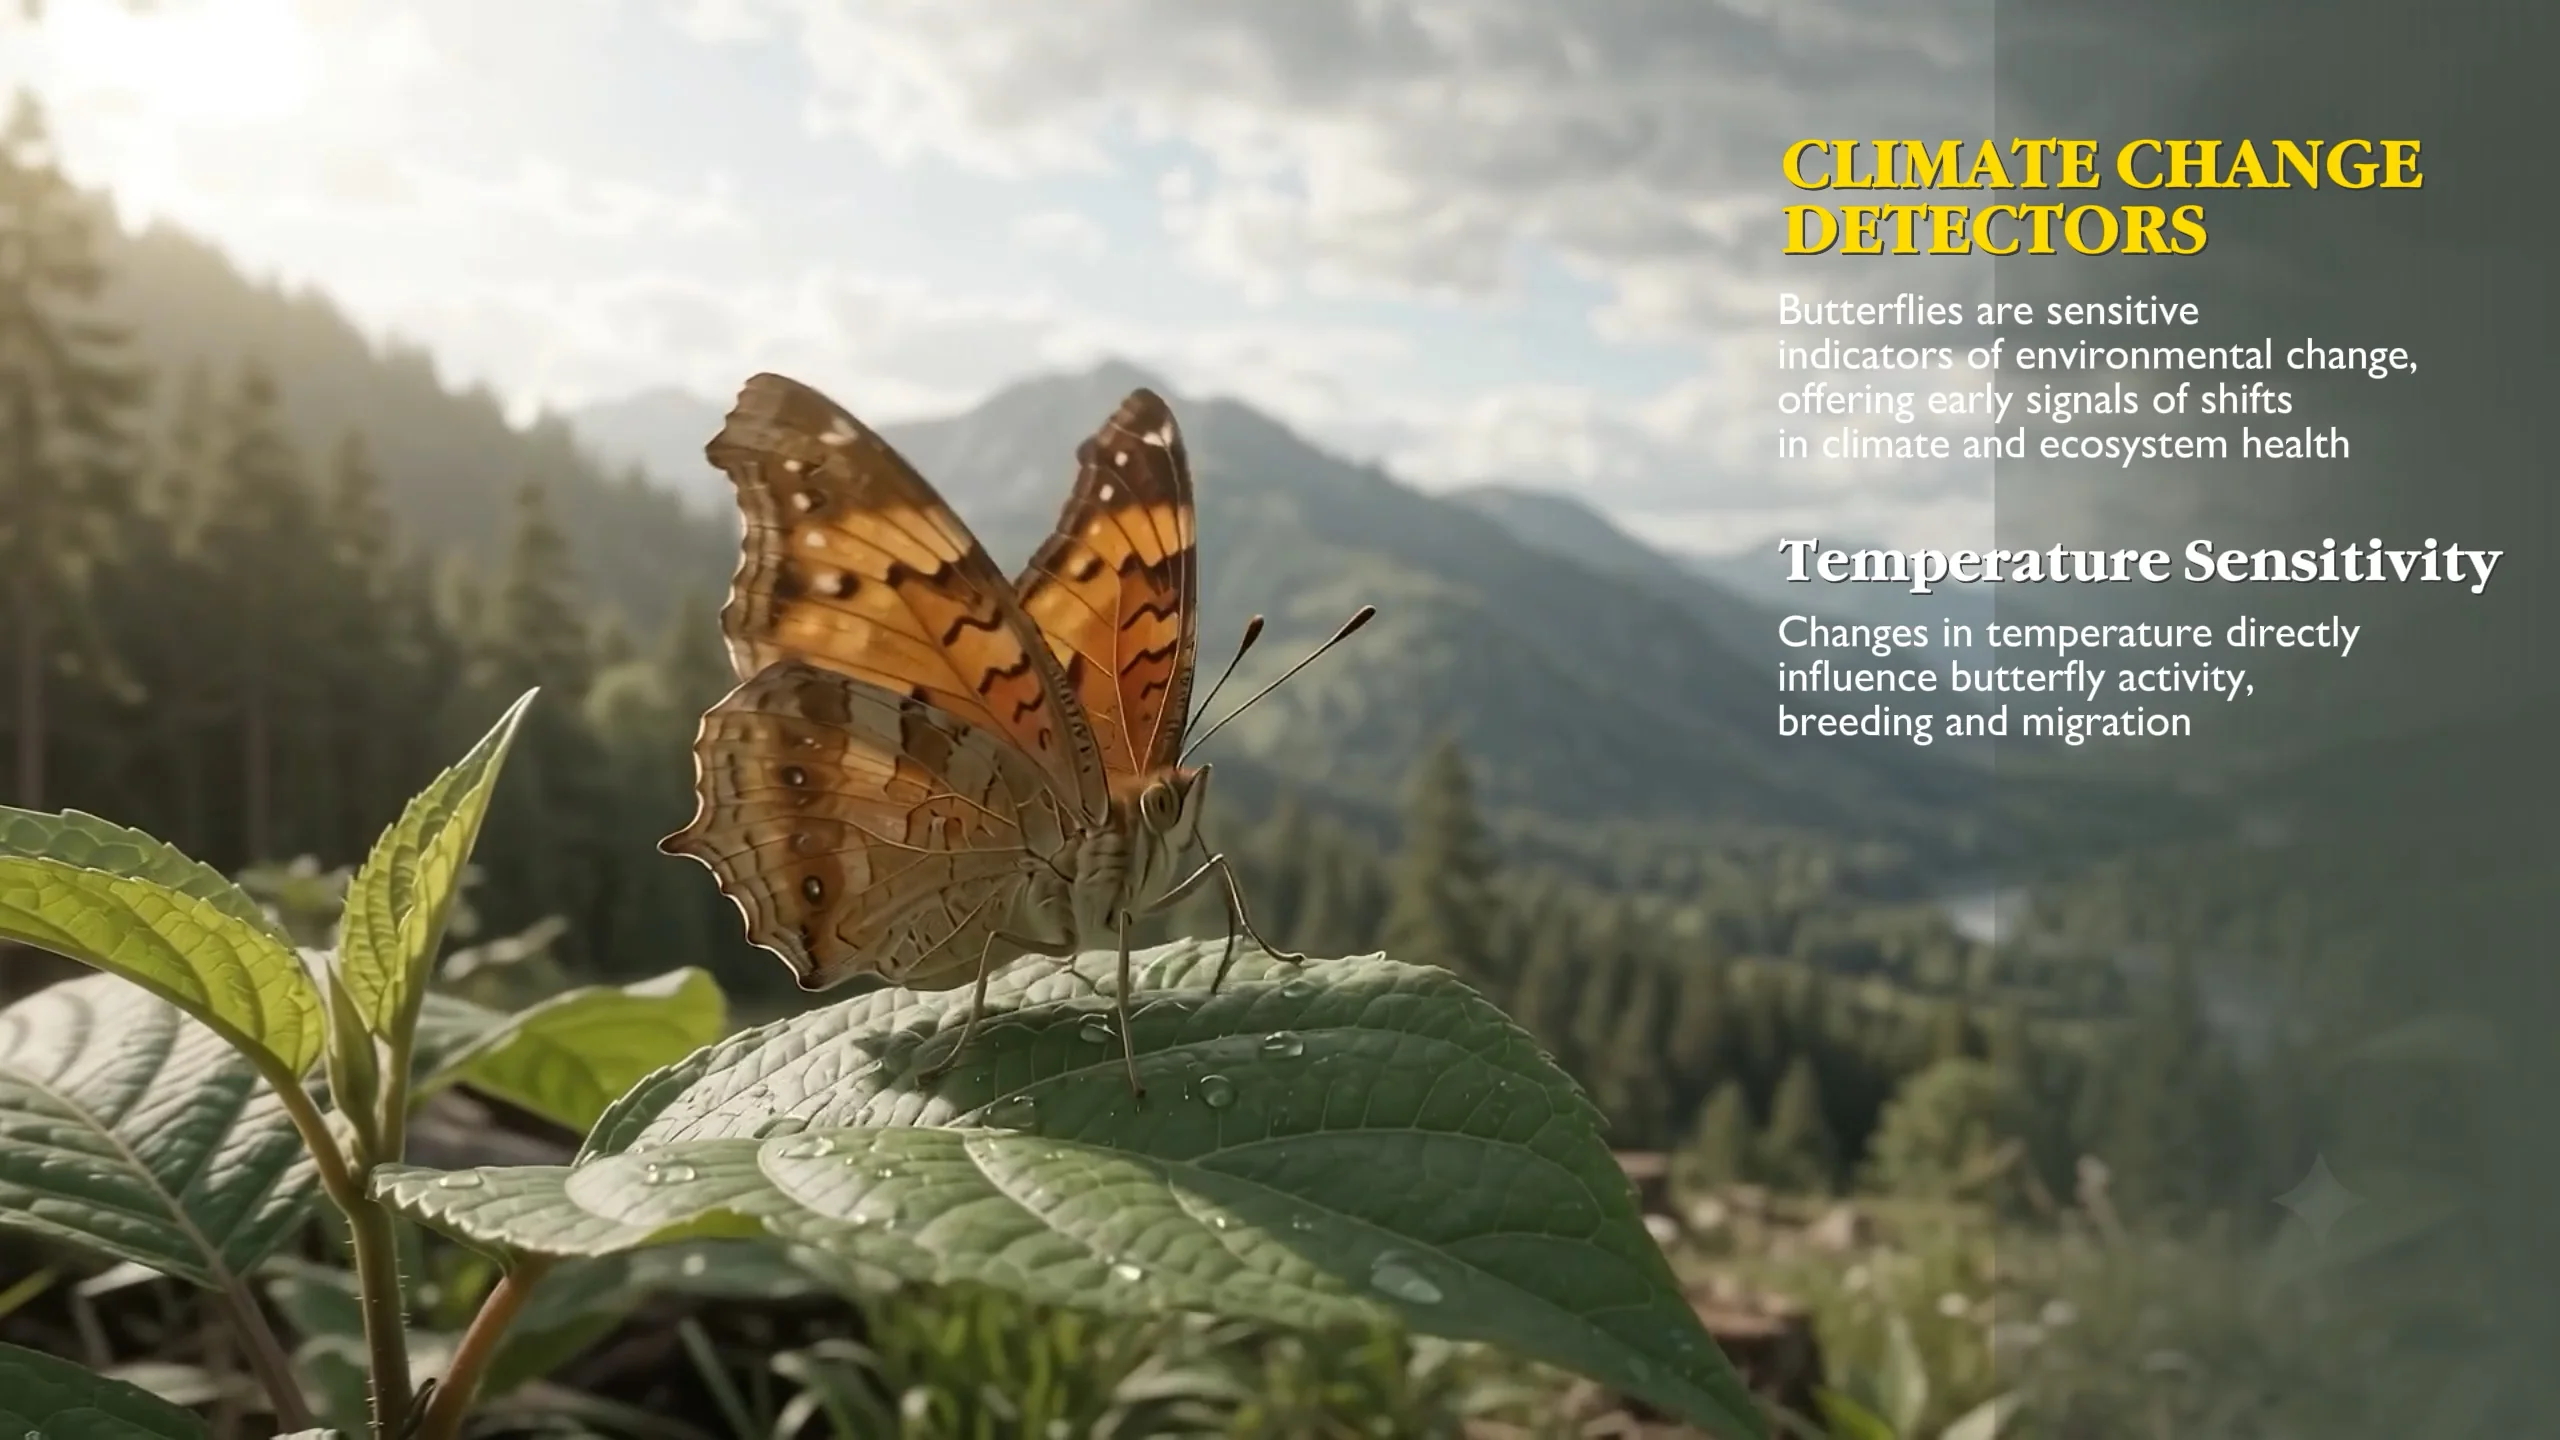 CLIMATE CHANGE
DETECTORS
Butterflies are sensitive
indicators of environmental change,
offering early signals of shifts
in climate and ecosystem health
Temperature Sensitivity
Changes in temperature directly
influence butterfly activity,
breeding and migration